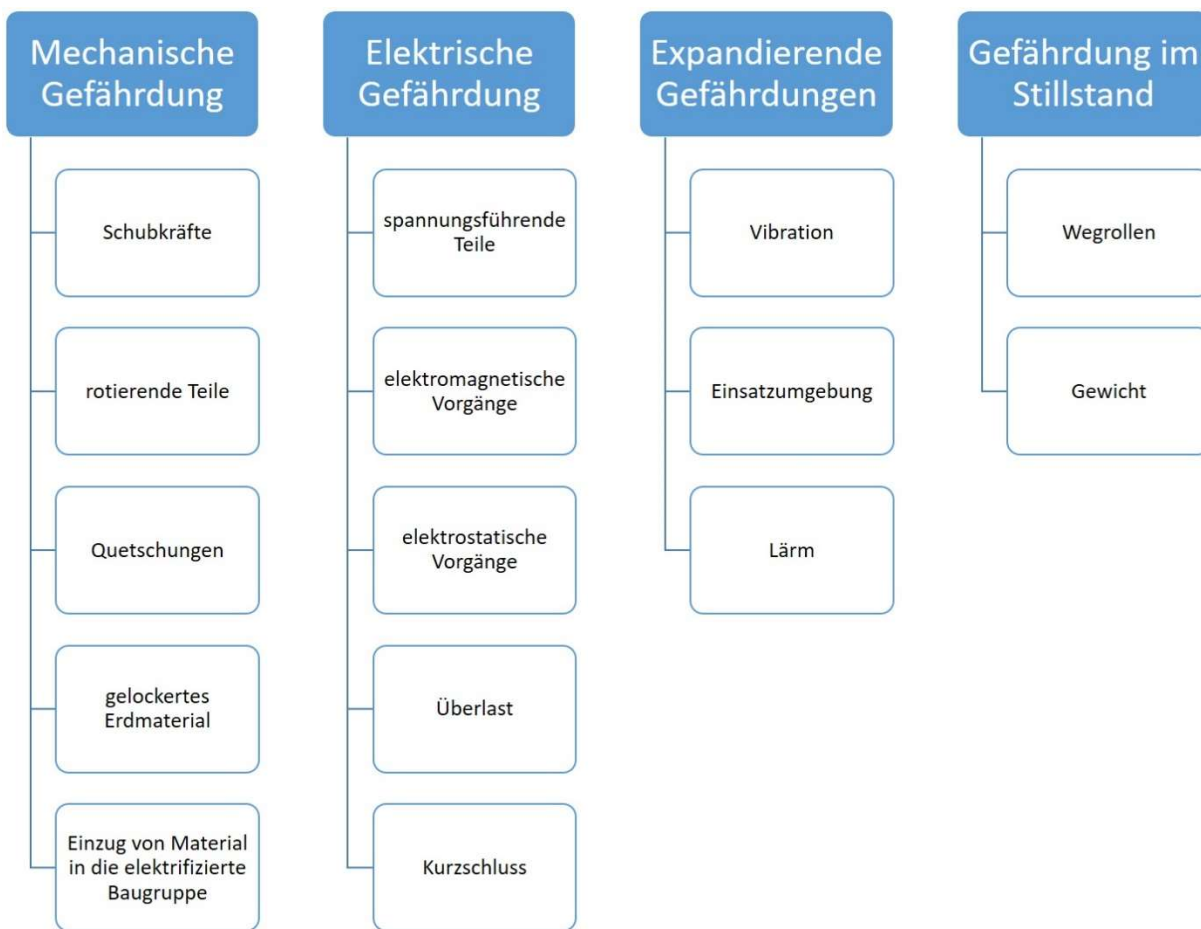 Mechanische
Gefährdung
Schubkräfte
rotierende Teile
Quetschungen
gelockertes
Erdmaterial
Einzug von Material
in die elektrifizierte
Baugruppe
Elektrische
Gefährdung
spannungsführende
Teile
elektromagnetische
Vorgänge
elektrostatische
Vorgänge
Überlast
Kurzschluss
Expandierende
Gefährdungen
Vibration
Einsatzumgebung
Lärm
Gefährdung im
Stillstand
Wegrollen
Gewicht